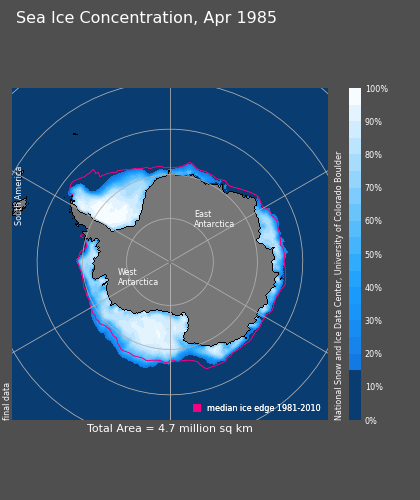 Sea Ice Concentration, Apr 1985
South America
East
Antarctica
West
Antarctica
final data
median ice edge 1981-2010
Total Area = 4.7 million sq km
National Snow and Ice Data Center, University of Colorado Boulder
100%
90%
80%
70%
60%
50%
40%
30%
20%
10%
0%